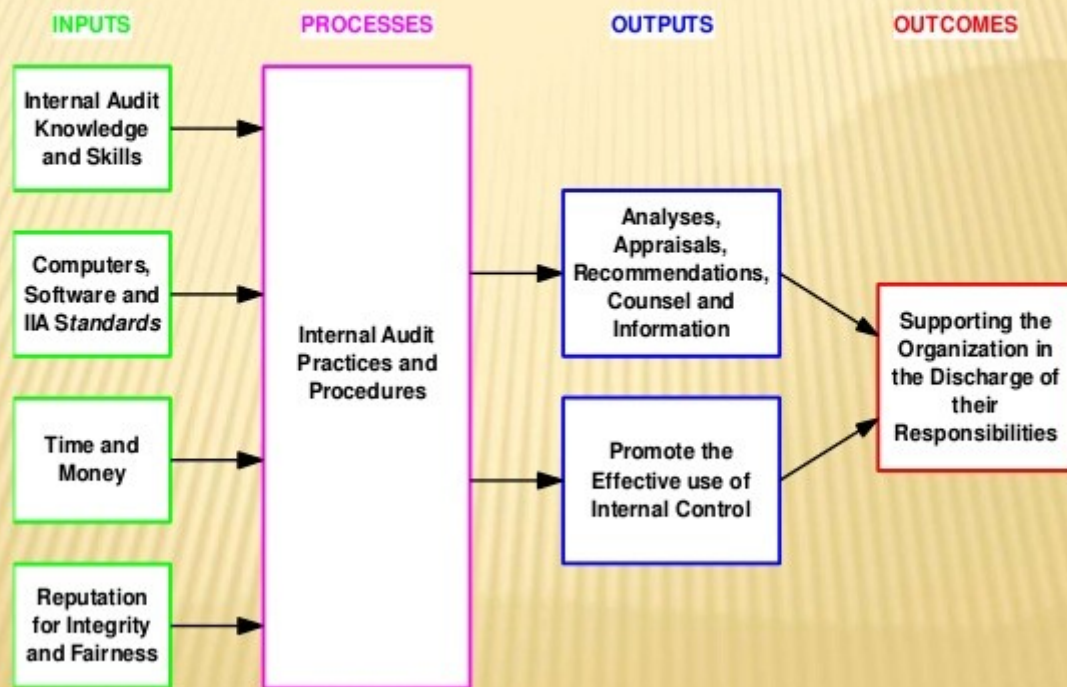 INPUTS
PROCESSES
OUTPUTS
OUTCOMES
Internal Audit
Knowledge
and Skills
Computers,
Software and
IIA Standards
Time and
Money
Reputation
for Integrity
and Fairness
Internal Audit
Practices and
Procedures
Analyses,
Appraisals,
Recommendations,
Counsel and
Information
Promote the
Effective use of
Internal Control
Supporting the
Organization in
the Discharge of
their
Responsibilities